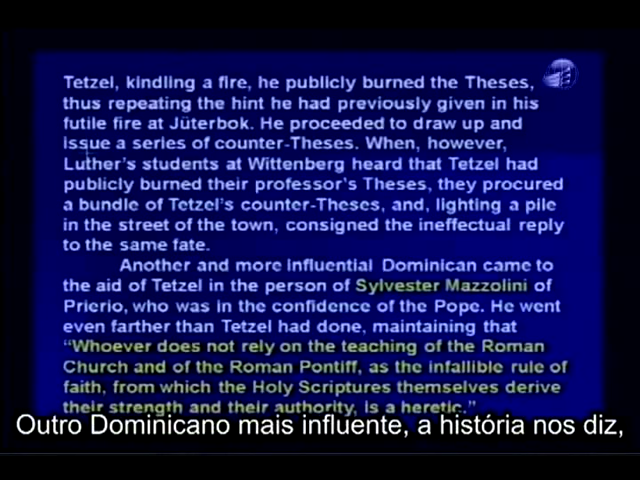 Tetzel, kindling a fire, he publicly burned the Theses,
thus repeating the hint he had previously given in his
futile fire at Jüterbok. He proceeded to draw up and
issue a series of counter-Theses. When, however,
Luther's students at Wittenberg heard that Tetzel had
publicly burned their professor's Theses, they procured
a bundle of Tetzel's counter-Theses, and, lighting a pile
in the street of the town, consigned the ineffectual reply
to the same fate.
Another and more influential Dominican came to
the aid of Tetzel in the person of Sylvester Mazzolini of
Prierio, who was in the confidence of the Pope. He went
even farther than Tetzel had done, maintaining that
“Whoever does not rely on the teaching of the Roman
Church and of the Roman Pontiff, as the infallible rule of
faith, from which the Holy Scriptures themselves derive
their strength and their authority, is a heretic.”
Outro Dominicano mais influente, a história nos diz,